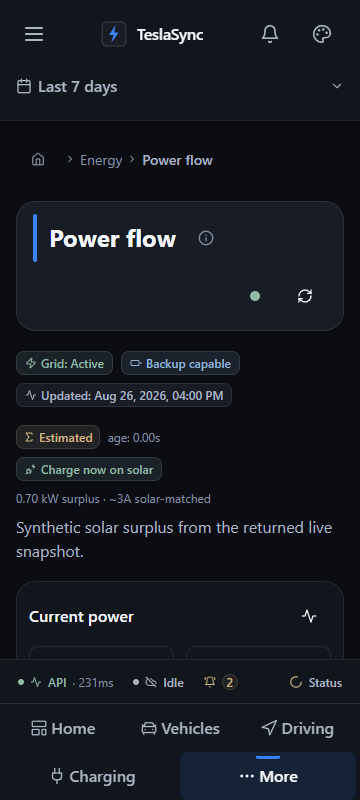 TeslaSync
Last 7 days
Energy
Power flow
Power flow
Grid: Active
Backup capable
Updated: Aug 26, 2026, 04:00 PM
Estimated
age: 0.00s
Charge now on solar
0.70 kW surplus · ~3A solar-matched
Synthetic solar surplus from the returned live
snapshot.
Current power
API · 231ms
Idle
2
Status
Home
Vehicles
Driving
Charging
More